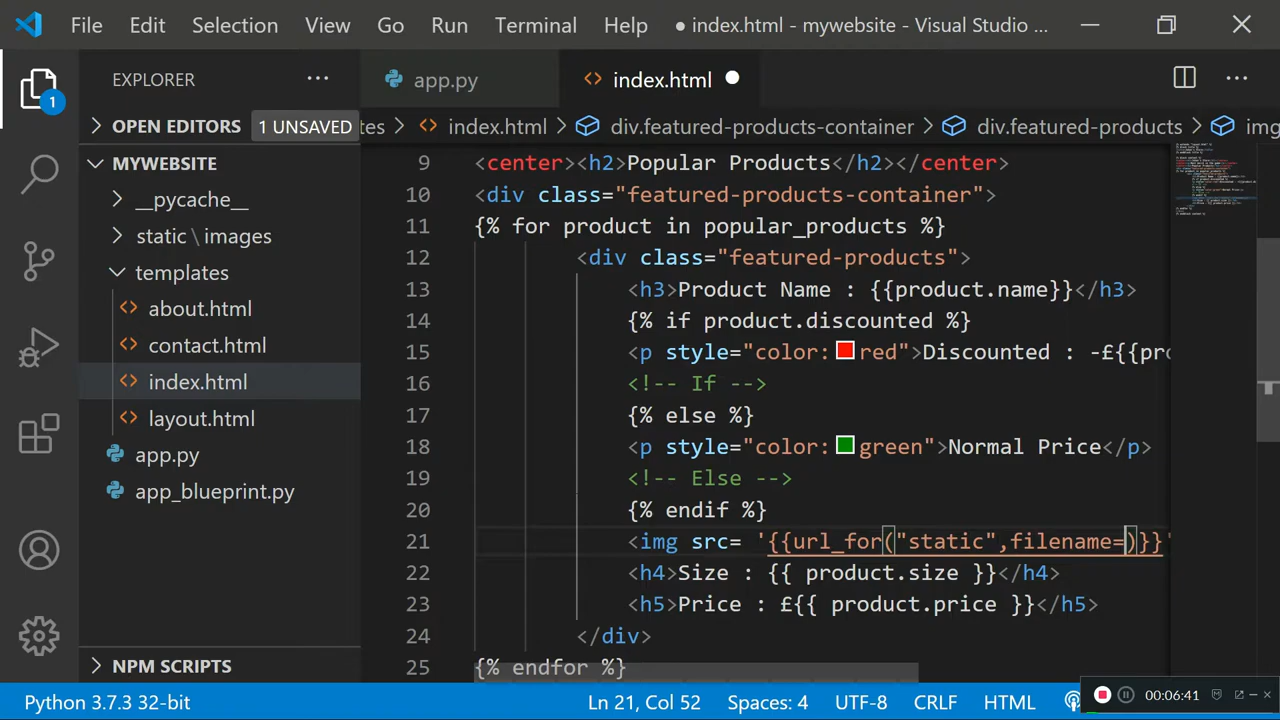 File Edit Selection View Go Run Terminal Help ● index.html - mywebsite - Visual Studio ...
EXPLORER
app.py
index.html
OPEN EDITORS 1 UNSAVED
tes > index.html > div.featured-products-container > div.featured-products > img
MYWEBSITE
__pycache__
static \ images
templates
about.html
contact.html
index.html
layout.html
app.py
app_blueprint.py
NPM SCRIPTS
1
9 <center><h2>Popular Products</h2></center>
10 <div class="featured-products-container">
11 {% for product in popular_products %}
12 <div class="featured-products">
13 <h3>Product Name : {{product.name}}</h3>
14 {% if product.discounted %}
15 <p style="color: red">Discounted : -£{{pro
16 <!-- If -->
17 {% else %}
18 <p style="color: green">Normal Price</p>
19 <!-- Else -->
20 {% endif %}
21 <img src= '{{url_for("static",filename=)}}'
22 <h4>Size : {{ product.size }}</h4>
23 <h5>Price : £{{ product.price }}</h5>
24 </div>
25 {% endfor %}
Python 3.7.3 32-bit
Ln 21, Col 52 Spaces: 4 UTF-8 CRLF HTML
00:06:41